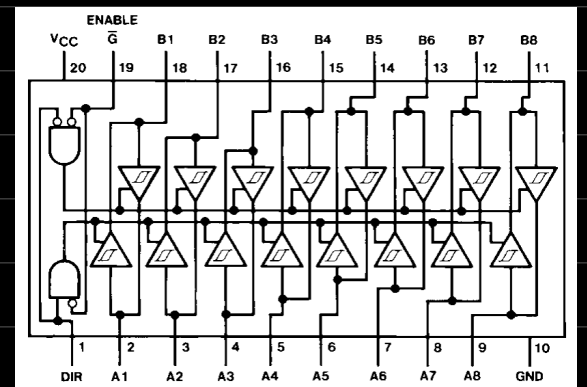 ENABLE
VCC G̅ B1 B2 B3 B4 B5 B6 B7 B8
20 19 18 17 16 15 14 13 12 11
1 2 3 4 5 6 7 8 9 10
DIR A1 A2 A3 A4 A5 A6 A7 A8 GND